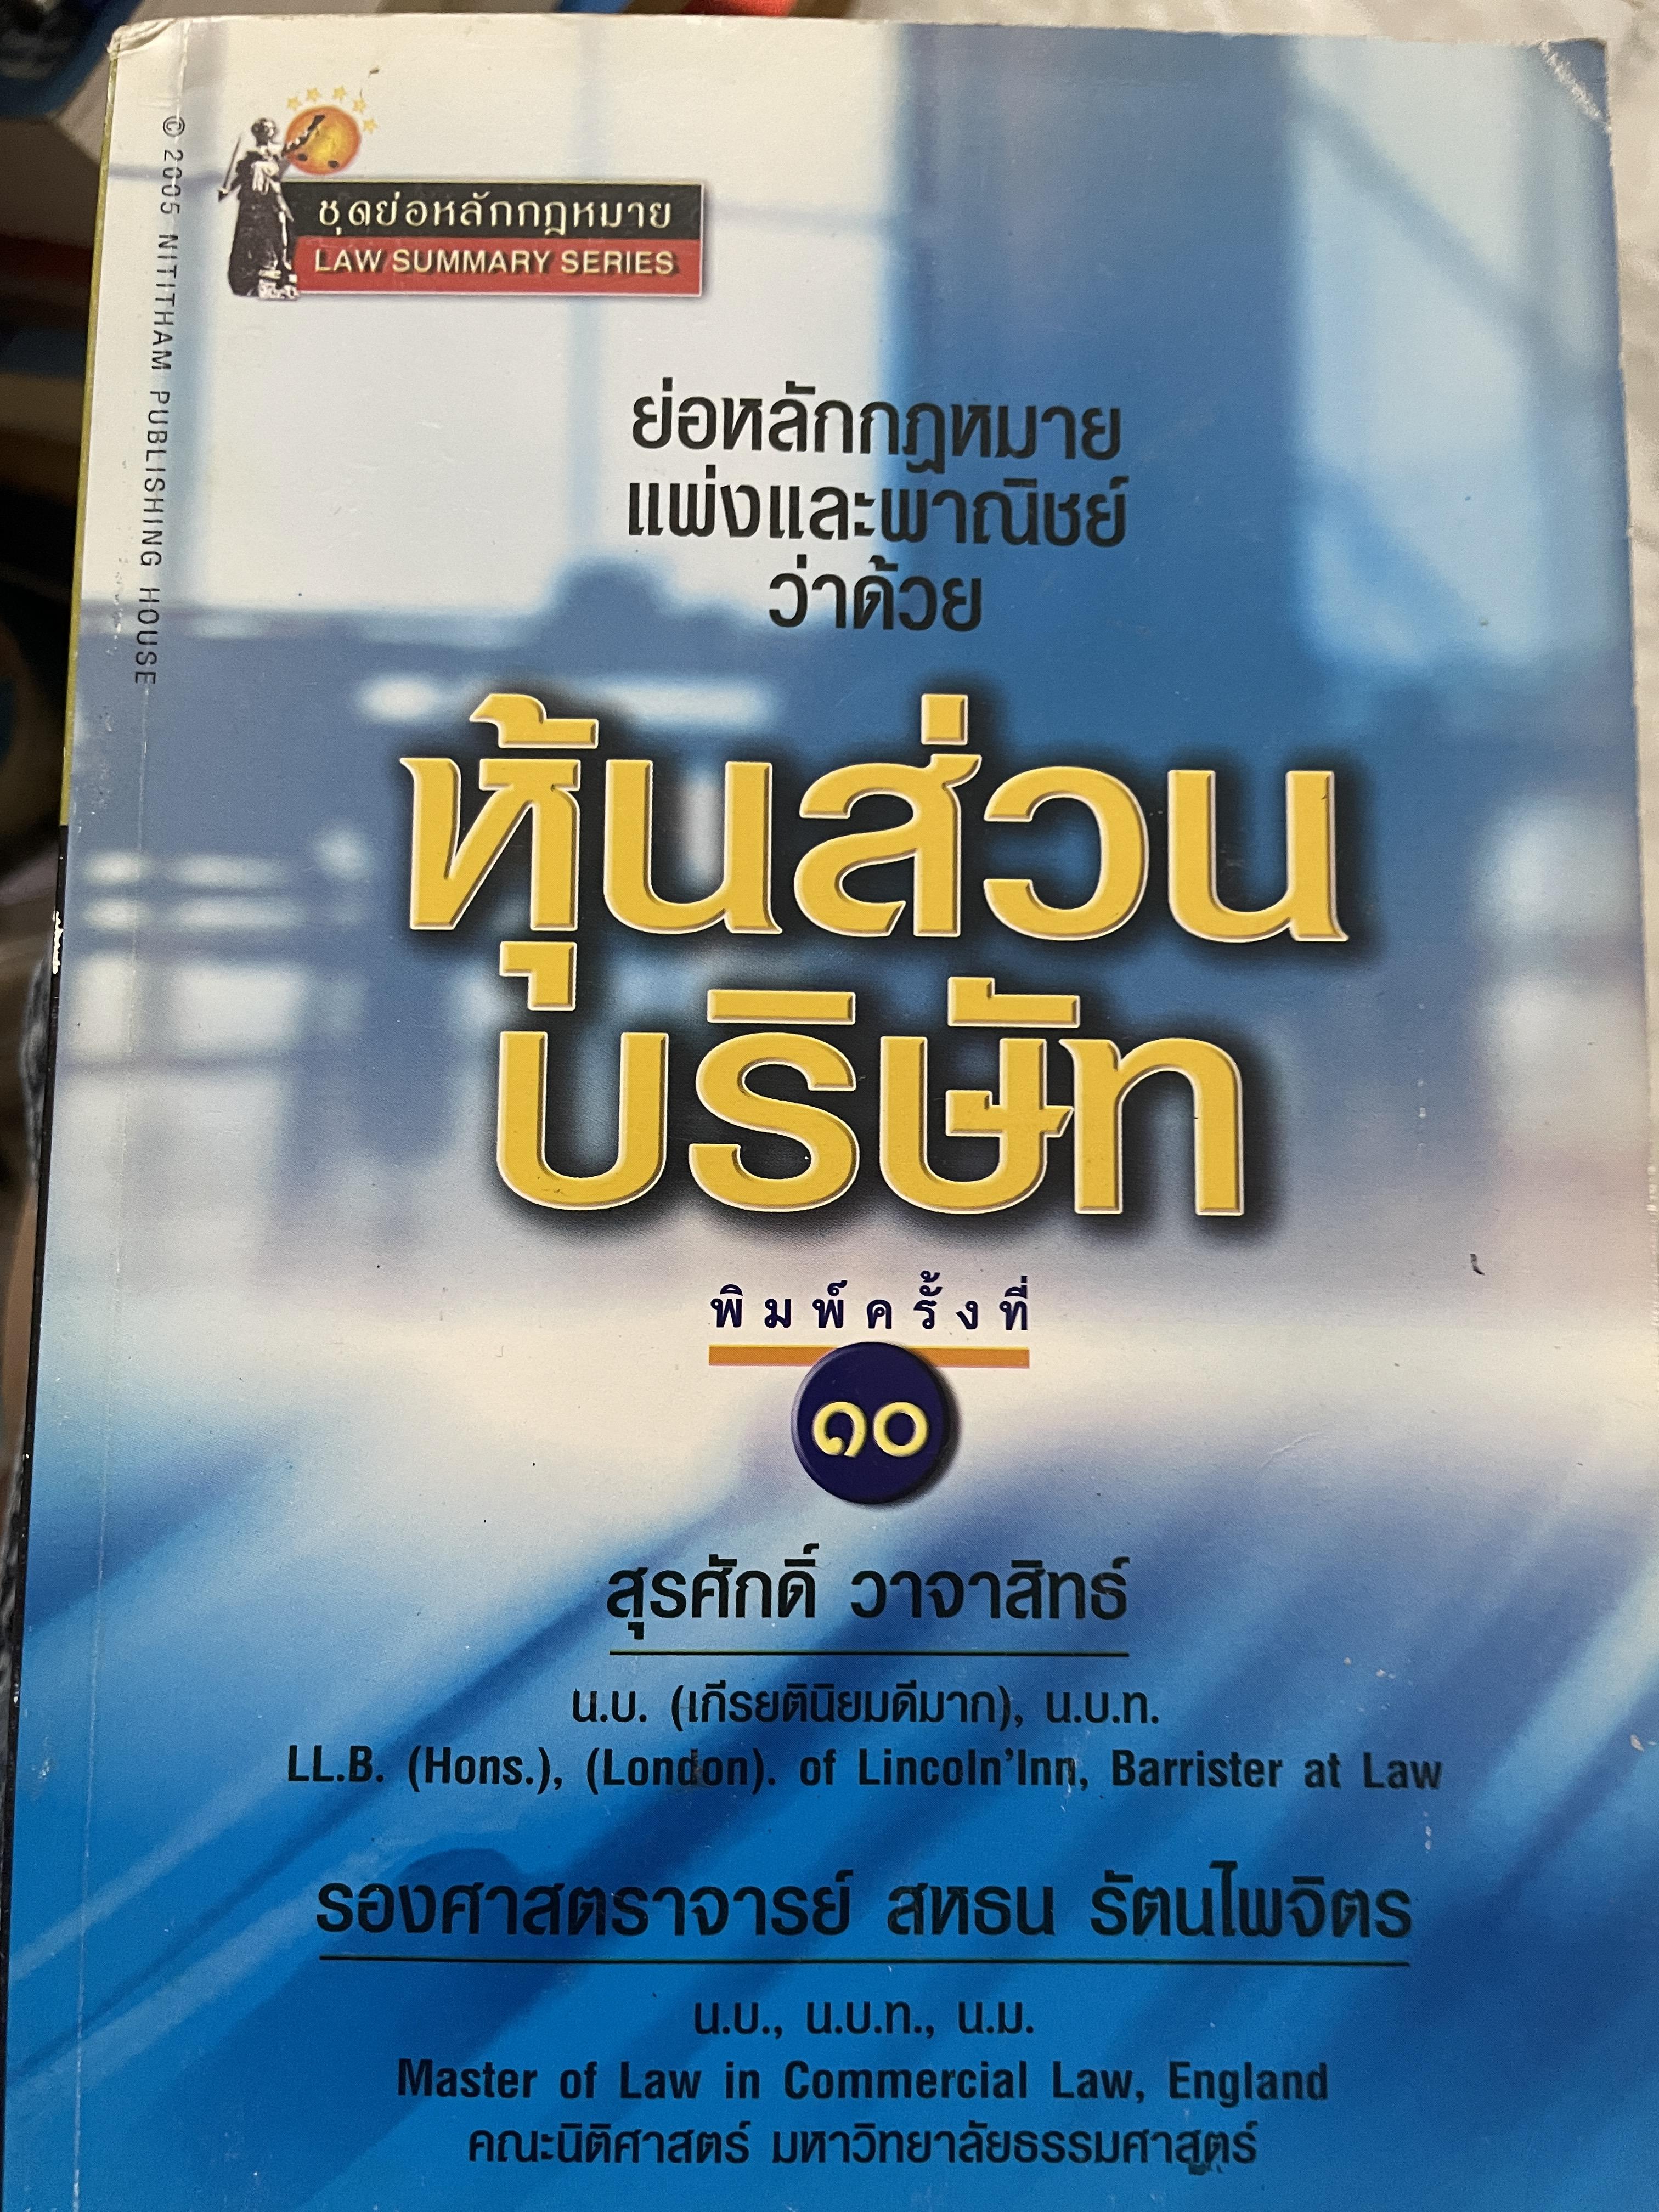 © 2005 NITITHAM PUBLISHING HOUSE
ชุดย่อหลักกฎหมาย
LAW SUMMARY SERIES
ย่อหลักกฎหมาย
แพ่งและพาณิชย์
ว่าด้วย
หุ้นส่วน
บริษัท
พิมพ์ครั้งที่
๑๐
สุรศักดิ์ วาจาสิทธ์
น.บ. (เกียรตินิยมดีมาก), น.บ.ท.
LL.B. (Hons.), (London). of Lincoln'Inn, Barrister at Law
รองศาสตราจารย์ สหธน รัตนไพจิตร
น.บ., น.บ.ท., น.ม.
Master of Law in Commercial Law, England
คณะนิติศาสตร์ มหาวิทยาลัยธรรมศาสตร์